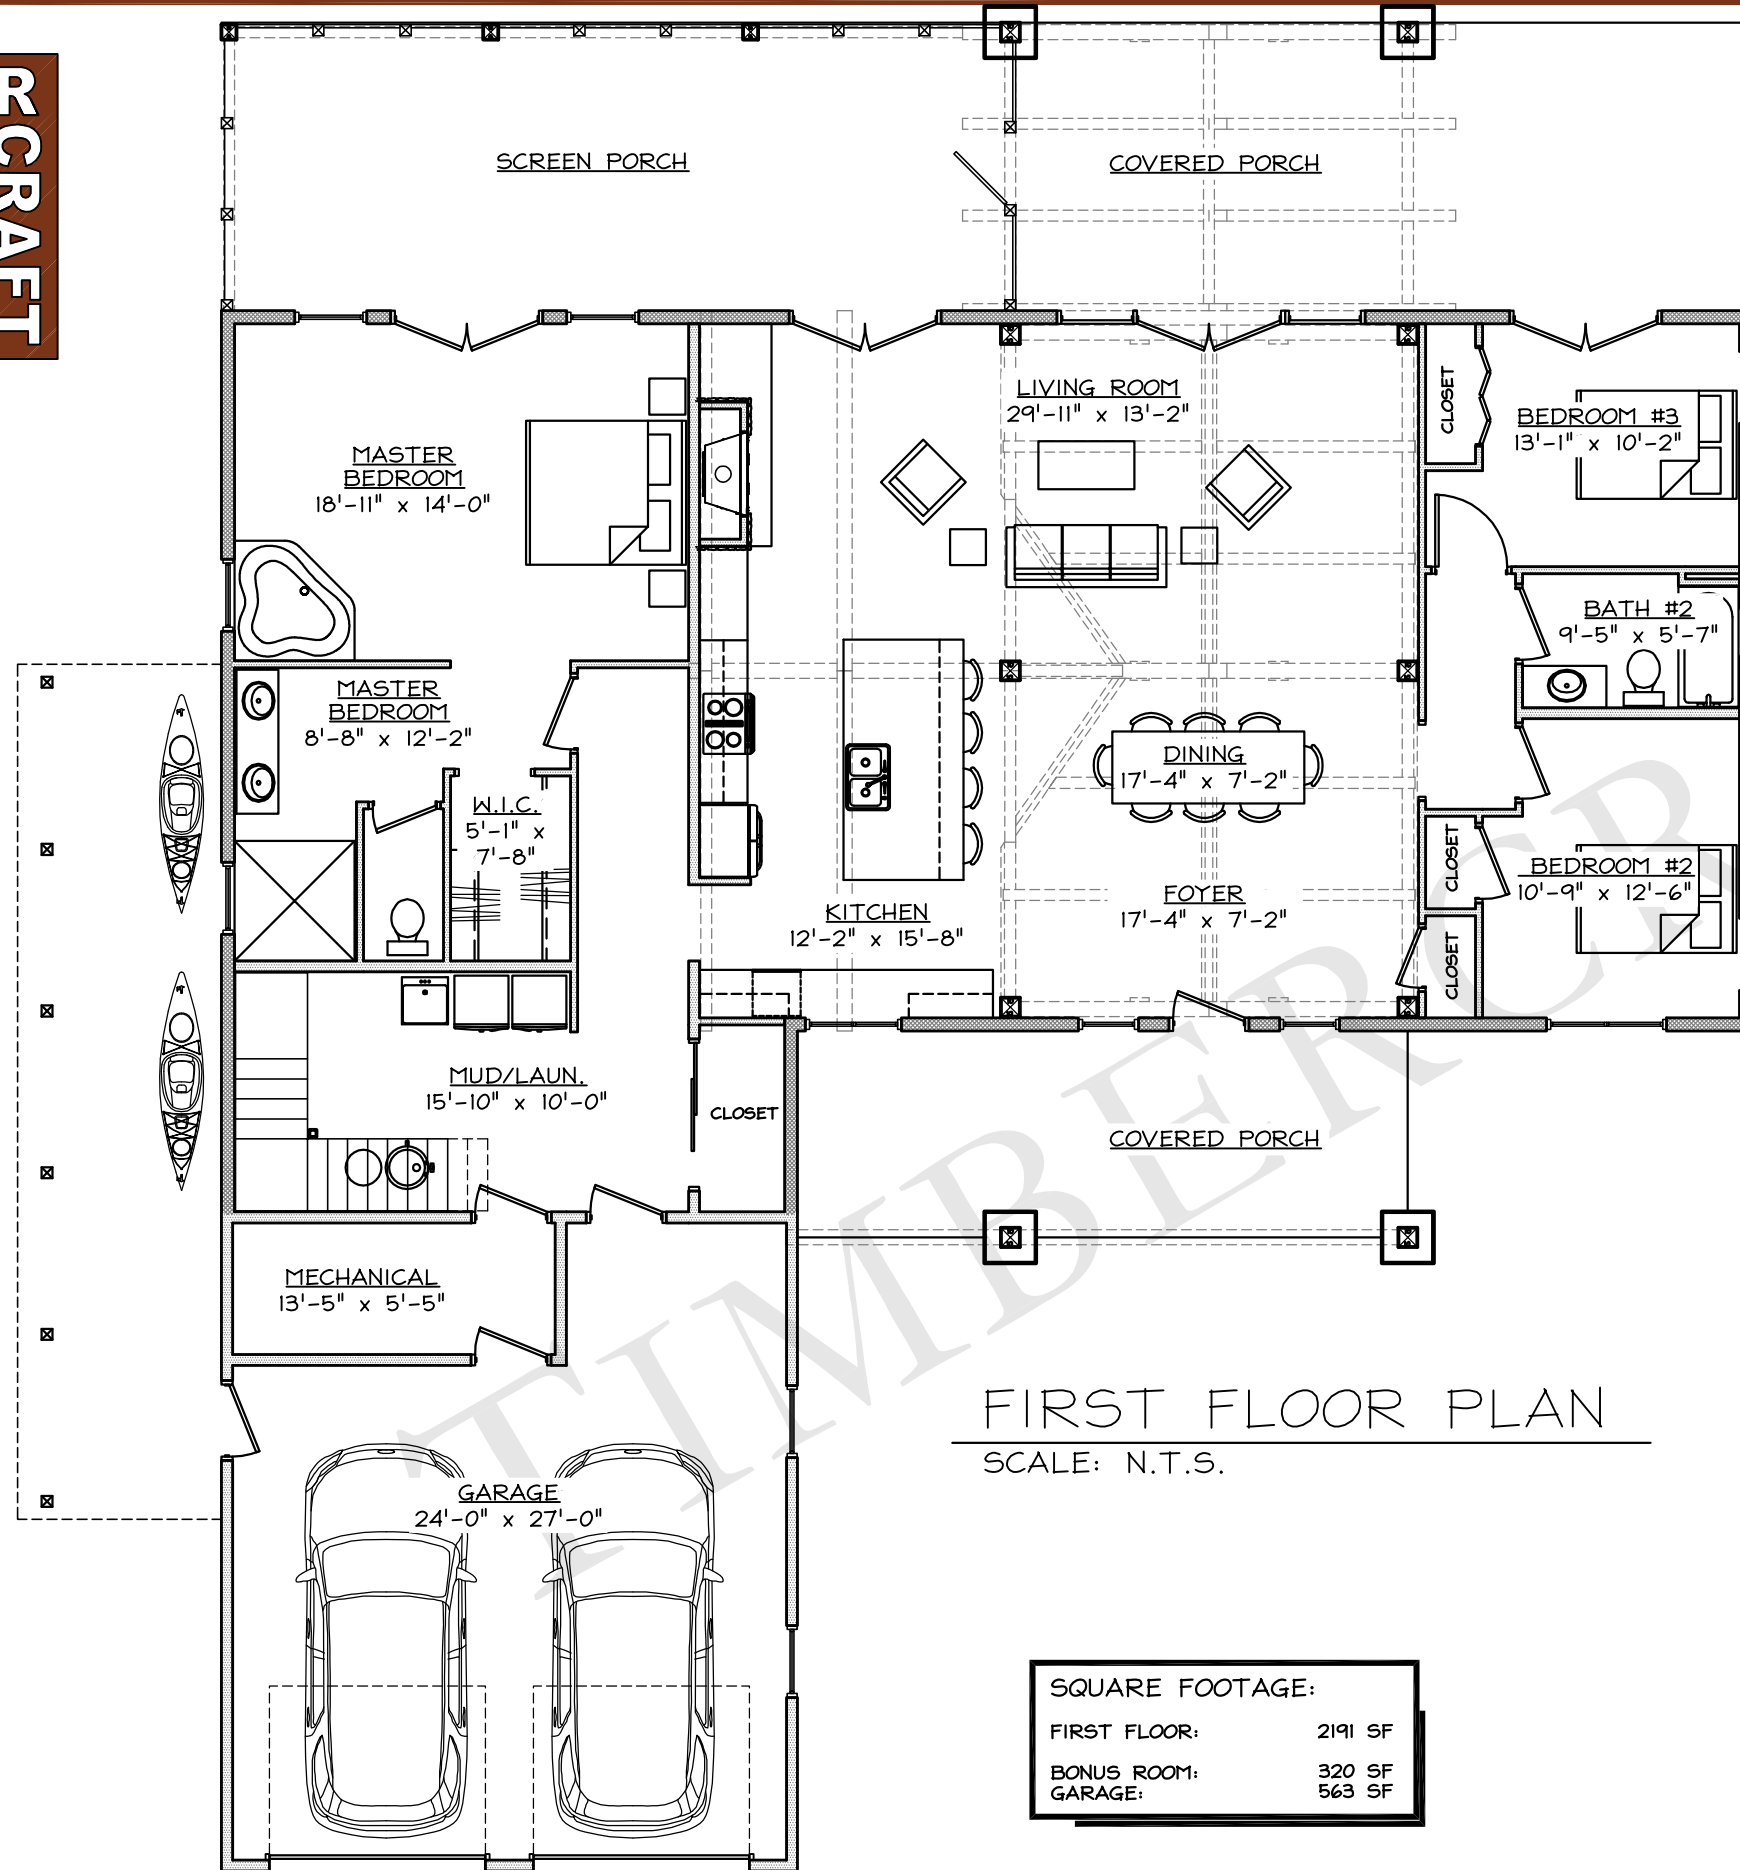 RCRAFT
SCREEN PORCH
COVERED PORCH
LIVING ROOM
29'-11" x 13'-2"
CLOSET
BEDROOM #3
13'-1" x 10'-2"
MASTER
BEDROOM
18'-11" x 14'-0"
BATH #2
9'-5" x 5'-7"
MASTER
BEDROOM
8'-8" x 12'-2"
DINING
17'-4" x 7'-2"
W.I.C.
5'-1" x
7'-8"
CLOSET
BEDROOM #2
10'-9" x 12'-6"
FOYER
17'-4" x 7'-2"
KITCHEN
12'-2" x 15'-8"
CLOSET
MUD/LAUN.
15'-10" x 10'-0"
CLOSET
COVERED PORCH
MECHANICAL
13'-5" x 5'-5"
TIMBERCR
FIRST FLOOR PLAN
SCALE: N.T.S.
GARAGE
24'-0" x 27'-0"
SQUARE FOOTAGE:
FIRST FLOOR: 2191 SF
BONUS ROOM: 320 SF
GARAGE: 563 SF